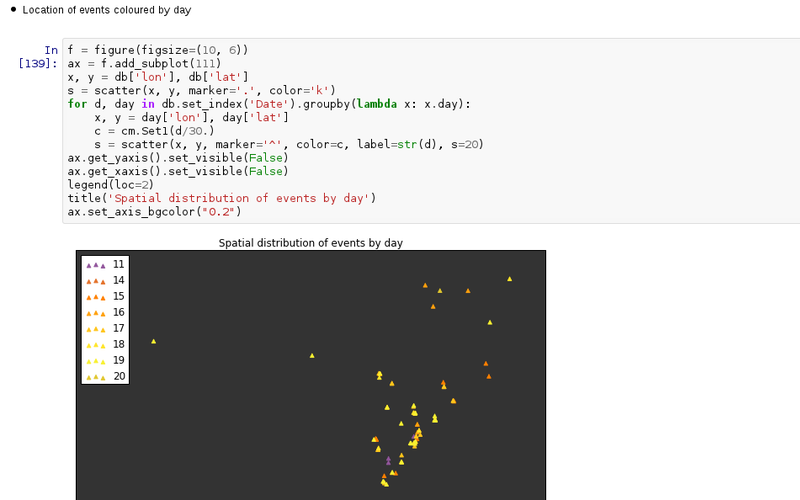 Location of events coloured by day
In [139]:
f = figure(figsize=(10, 6))
ax = f.add_subplot(111)
x, y = db['lon'], db['lat']
s = scatter(x, y, marker='.', color='k')
for d, day in db.set_index('Date').groupby(lambda x: x.day):
    x, y = day['lon'], day['lat']
    c = cm.Set1(d/30.)
    s = scatter(x, y, marker='^', color=c, label=str(d), s=20)
ax.get_yaxis().set_visible(False)
ax.get_xaxis().set_visible(False)
legend(loc=2)
title('Spatial distribution of events by day')
ax.set_axis_bgcolor("0.2")
Spatial distribution of events by day
11
14
15
16
17
18
19
20